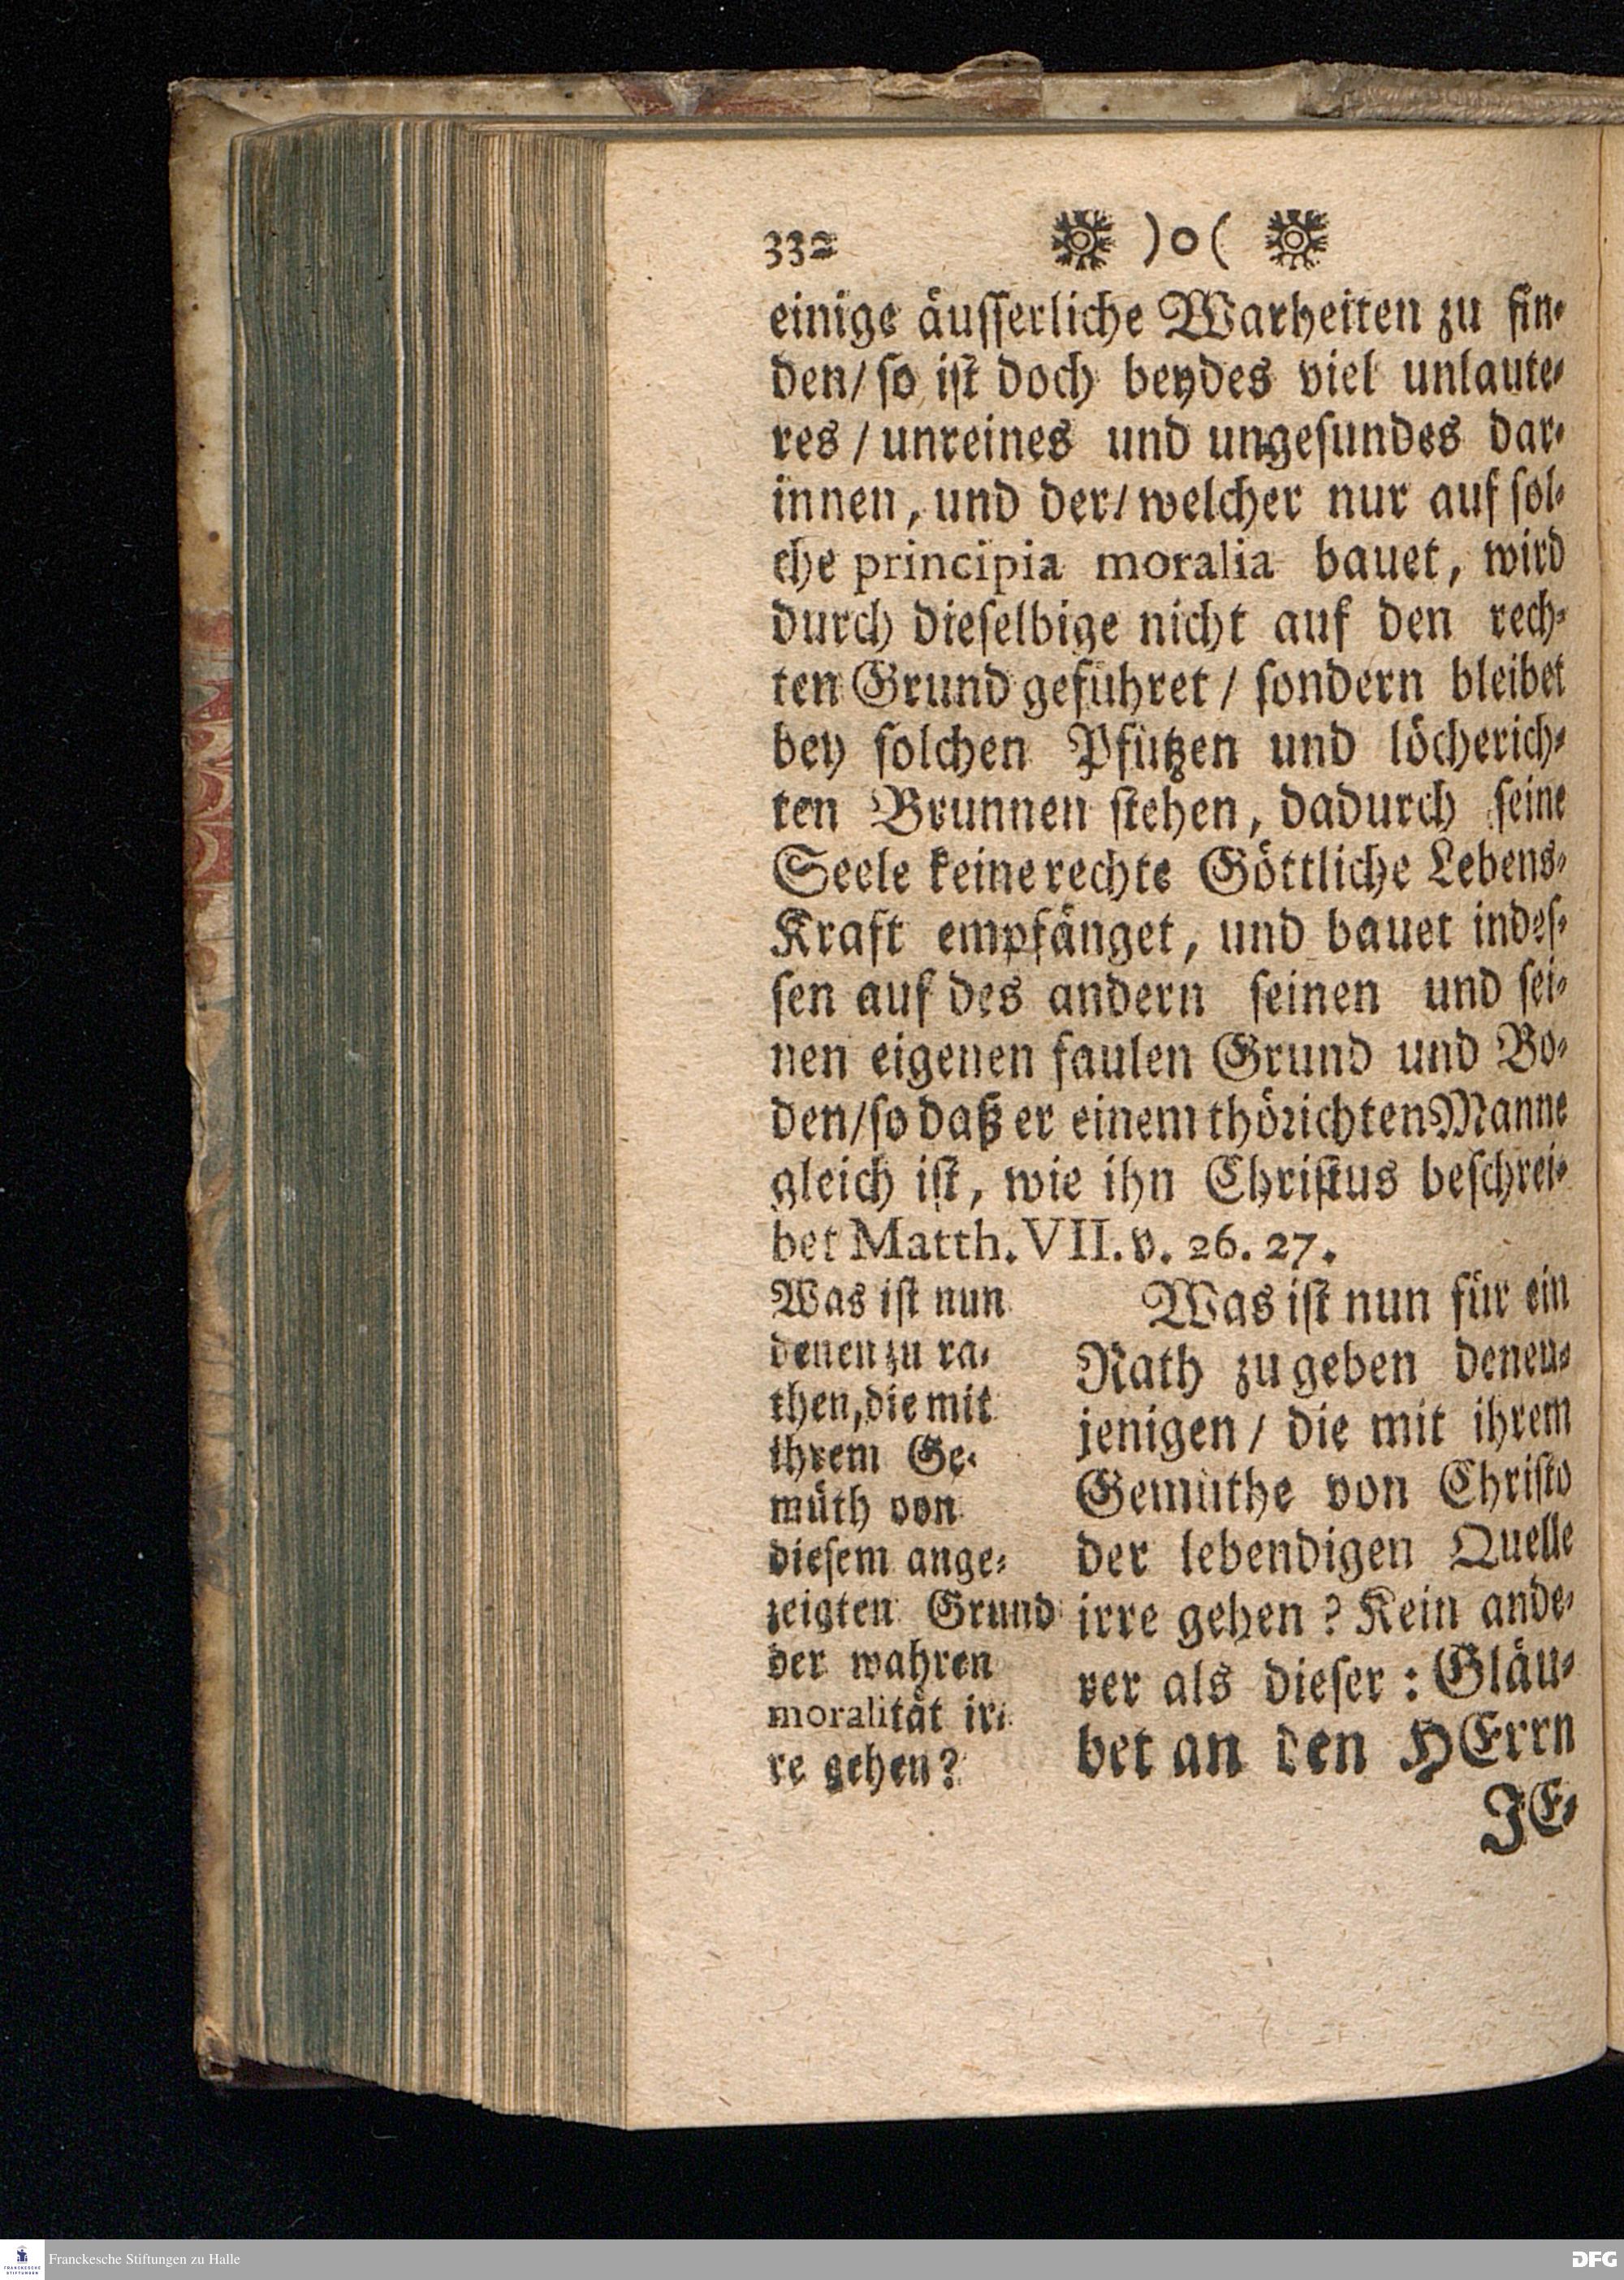 332 )o(
einige äusserliche Warheiten zu fin-
den/ so ist doch beydes viel unlaute-
res / unreines und ungesundes dar-
innen, und der/ welcher nur auf sol-
che principia moralia bauet, wird
durch dieselbige nicht auf den rech-
ten Grund geführet / sondern bleibet
bey solchen Pfützen und löcherich-
ten Brunnen stehen, dadurch seine
Seele keine rechte Göttliche Lebens-
Kraft empfänget, und bauet indes-
sen auf des andern seinen und sei-
nen eigenen faulen Grund und Bo-
den/so daß er einem thörichten Manne
gleich ist, wie ihn Christus beschrei-
bet Matth. VII. v. 26. 27.
Was ist nun
denen zu ra-
then, die mit
ihrem Ge-
müth von
diesem ange-
zeigten Grund
der wahren
moralität ir-
re gehen?
Was ist nun für ein
Rath zu geben denen-
jenigen / die mit ihrem
Gemüthe von Christo
der lebendigen Quelle
irre gehen? Kein ande-
rer als dieser: Gläu-
bet an den HErrn
JE-
Franckesche Stiftungen zu Halle
DFG